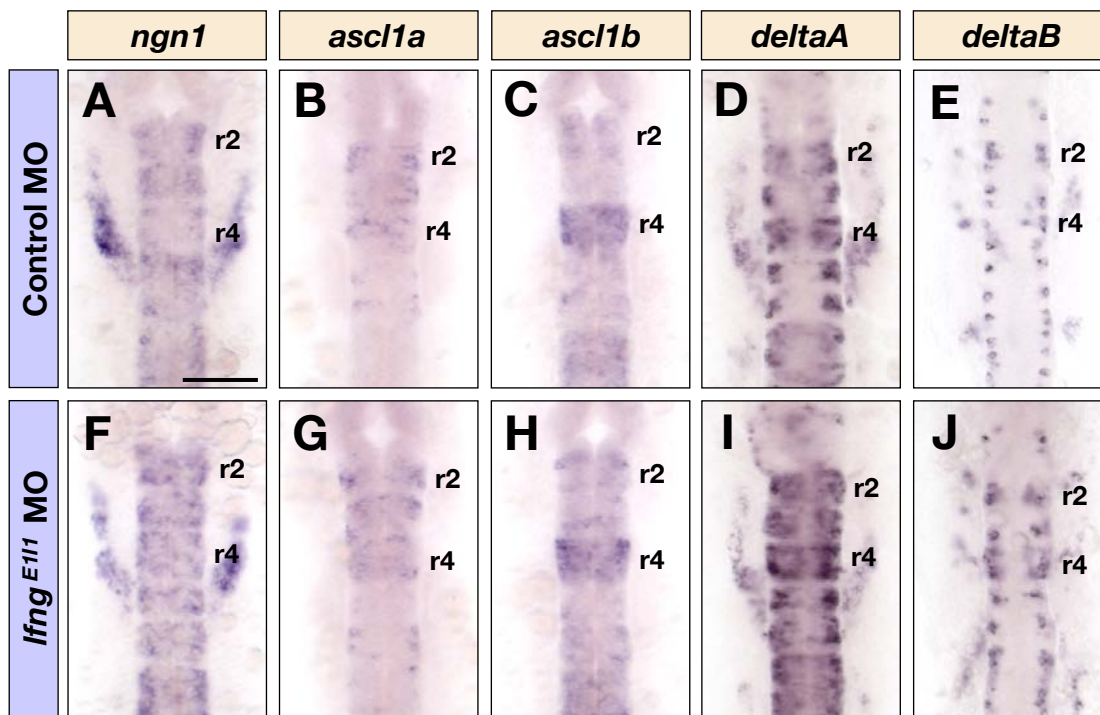 ngn1 ascl1a ascl1b deltaA deltaB
Control MO
A r2 r4
B r2 r4
C r2 r4
D r2 r4
E r2 r4
lfng E1I1 MO
F r2 r4
G r2 r4
H r2 r4
I r2 r4
J r2 r4